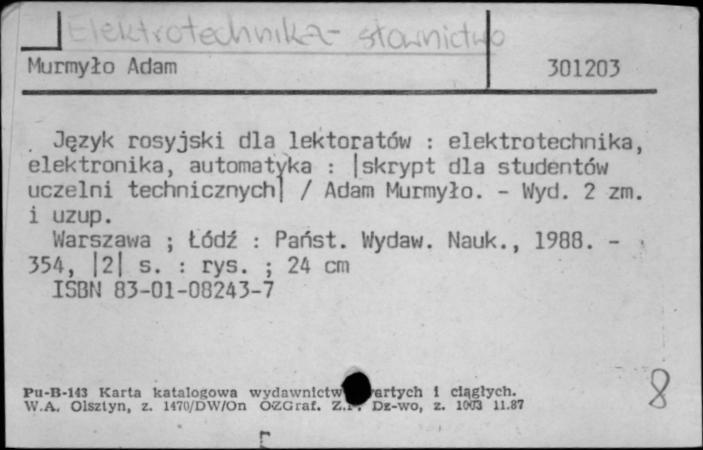 Elektrotechnika - słownictwo
Murmyło Adam 301203
Język rosyjski dla lektoratów : elektrotechnika,
elektronika, automatyka : |skrypt dla studentów
uczelni technicznych| / Adam Murmyło. - Wyd. 2 zm.
i uzup.
Warszawa ; Łódź : Państ. Wydaw. Nauk., 1988. -
354, |2| s. : rys. ; 24 cm
ISBN 83-01-08243-7
8
Pu-B-143 Karta katalogowa wydawnictw artych i ciągłych.
W.A. Olsztyn, z. 1470/DW/On OZGraf. Dz-wo, z. 1003 11.87